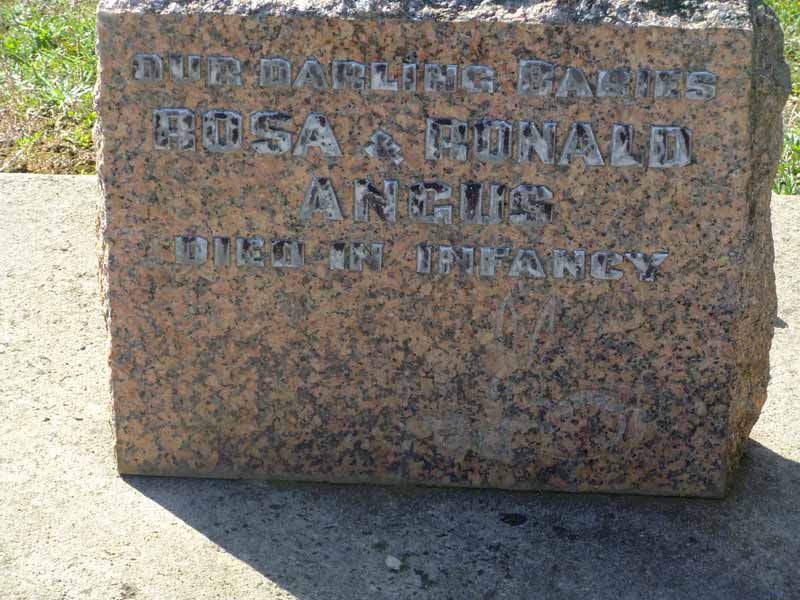 OUR DARLING BABIES
ROSA & RONALD
ANGUS
DIED IN INFANCY